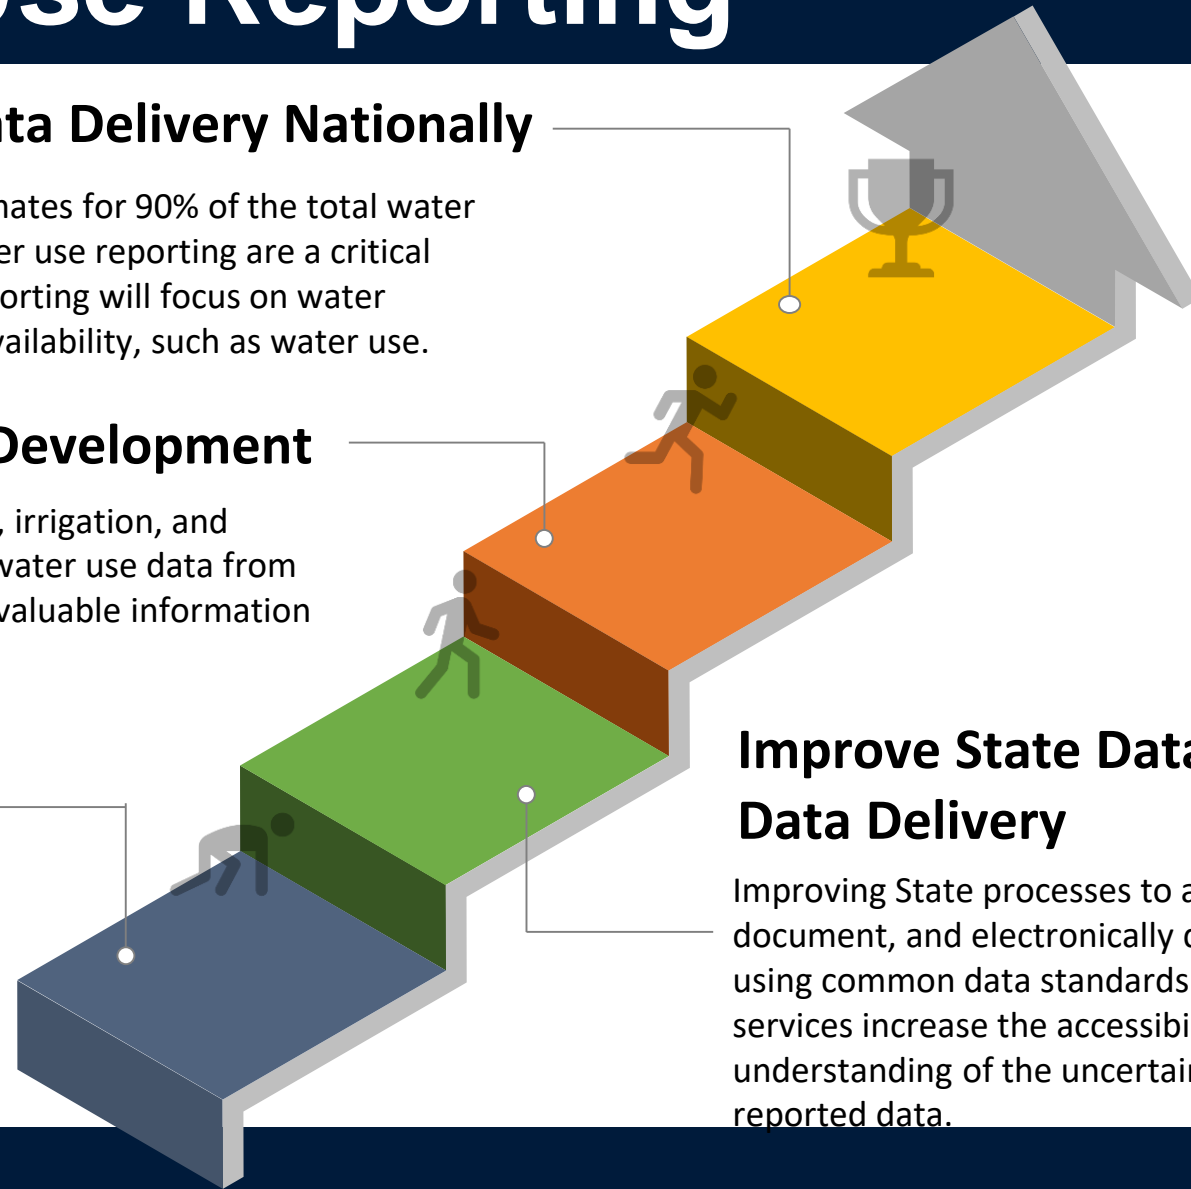 Use Reporting
ata Delivery Nationally
nates for 90% of the total water
er use reporting are a critical
orting will focus on water
vailability, such as water use.
Development
, irrigation, and
water use data from
valuable information
Improve State Data
Data Delivery
Improving State processes to a
document, and electronically d
using common data standards
services increase the accessibi
understanding of the uncertain
reported data.